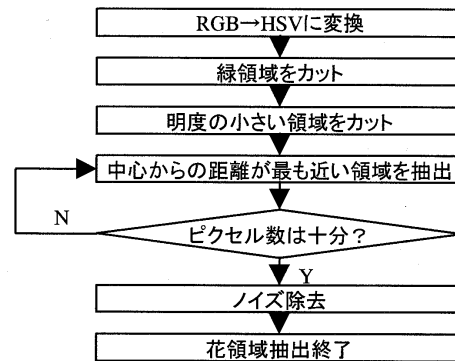 RGB→HSVに変換
緑領域をカット
明度の小さい領域をカット
中心からの距離が最も近い領域を抽出
N
ピクセル数は十分？
Y
ノイズ除去
花領域抽出終了